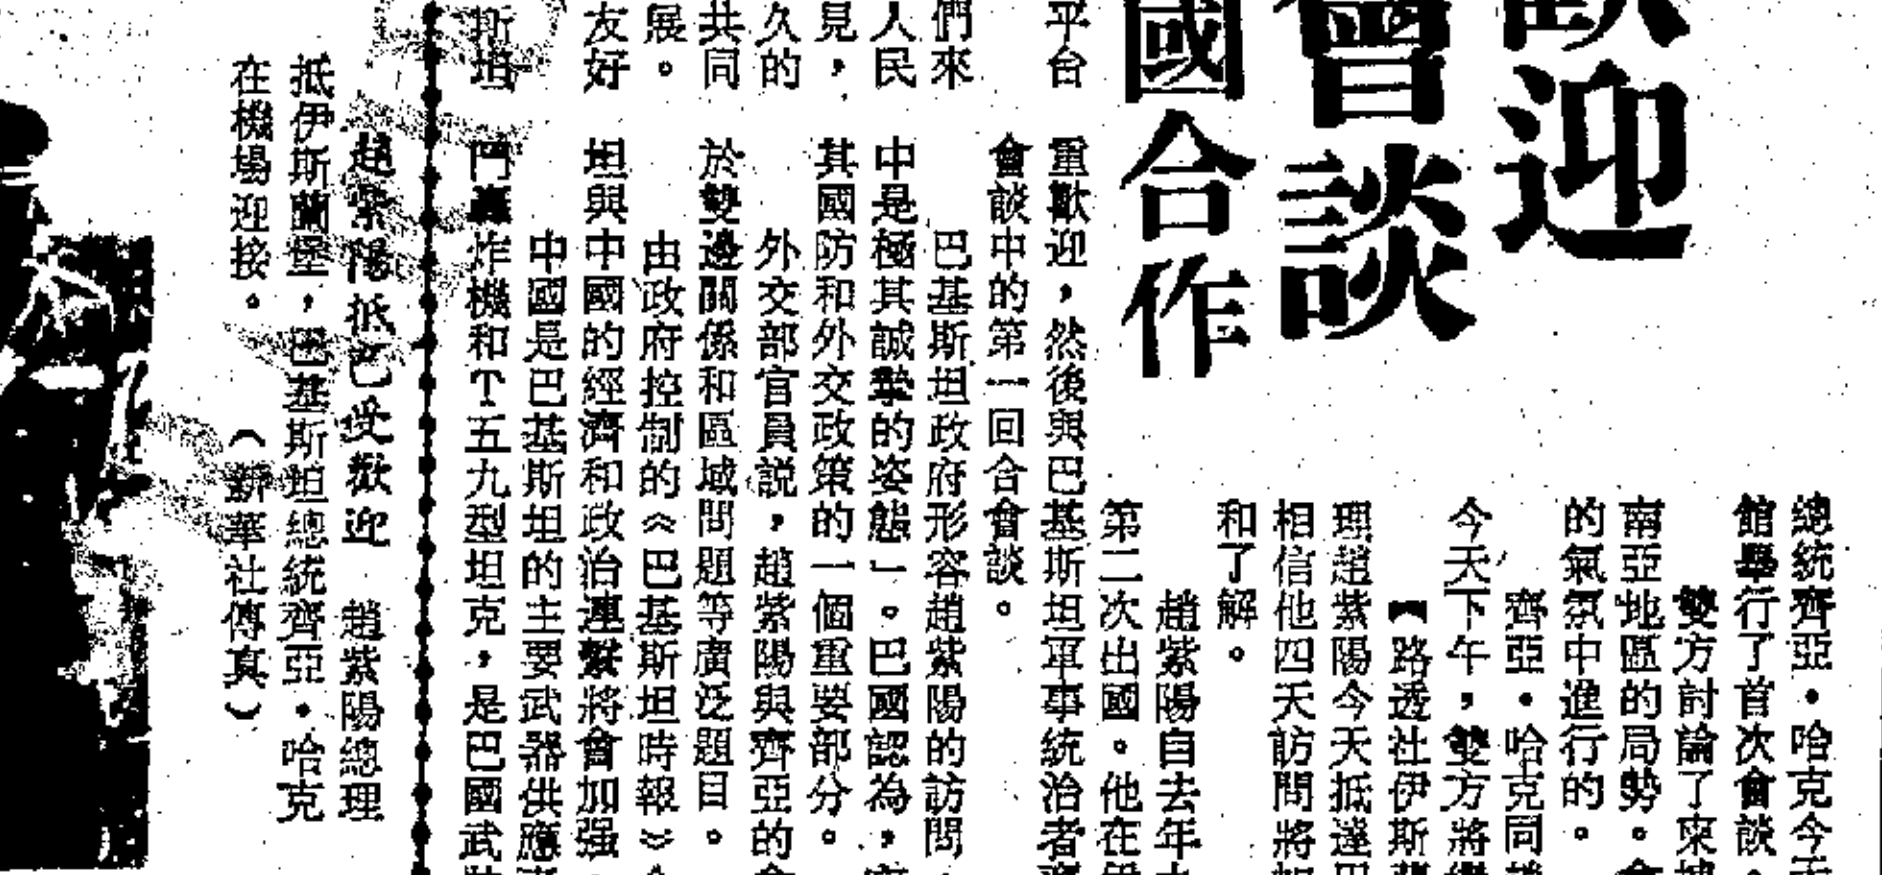 迎
會談
國合作
總統齊亞·哈克今
館舉行了首次會談。
雙方討論了柬
南亞地區的局勢。
的氣氛中進行的。
齊亞·哈克同
今天下午,雙方將
【路透社伊斯
理趙紫陽今天抵達
相信他四天訪問將
和了解。
趙紫陽自去年
第二次出國。他在
平台
們來
人民
見,
久的
共同
展。
友好
斯坦
重歡迎,然後與巴基斯坦軍事統治者
會談中的第一回合會談。
巴基斯坦政府形容趙紫陽的訪問,
中是極其誠摯的姿態」。巴國認為,
其國防和外交政策的一個重要部分。
外交部官員説,趙紫陽與齊亞的
於雙邊關係和區域問題等廣泛題目。
由政府控制的《巴基斯坦時報》
坦與中國的經濟和政治連繫將會加强
中國是巴基斯坦的主要武器供應
鬥轟炸機和T五九型坦克,是巴國武
趙紫陽抵巴受歡迎 趙紫陽總理
抵伊斯蘭堡,巴基斯坦總統齊亞·哈克
在機場迎接。 (新華社傳真)